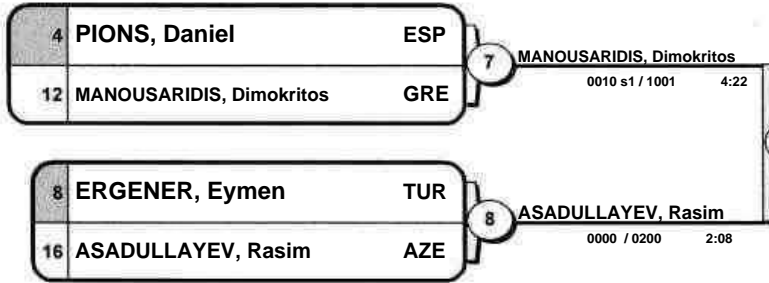 4 PIONS, Daniel ESP
12 MANOUSARIDIS, Dimokritos GRE
7
MANOUSARIDIS, Dimokritos
0010 s1 / 1001 4:22
8 ERGENER, Eymen TUR
16 ASADULLAYEV, Rasim AZE
8
ASADULLAYEV, Rasim
0000 / 0200 2:08